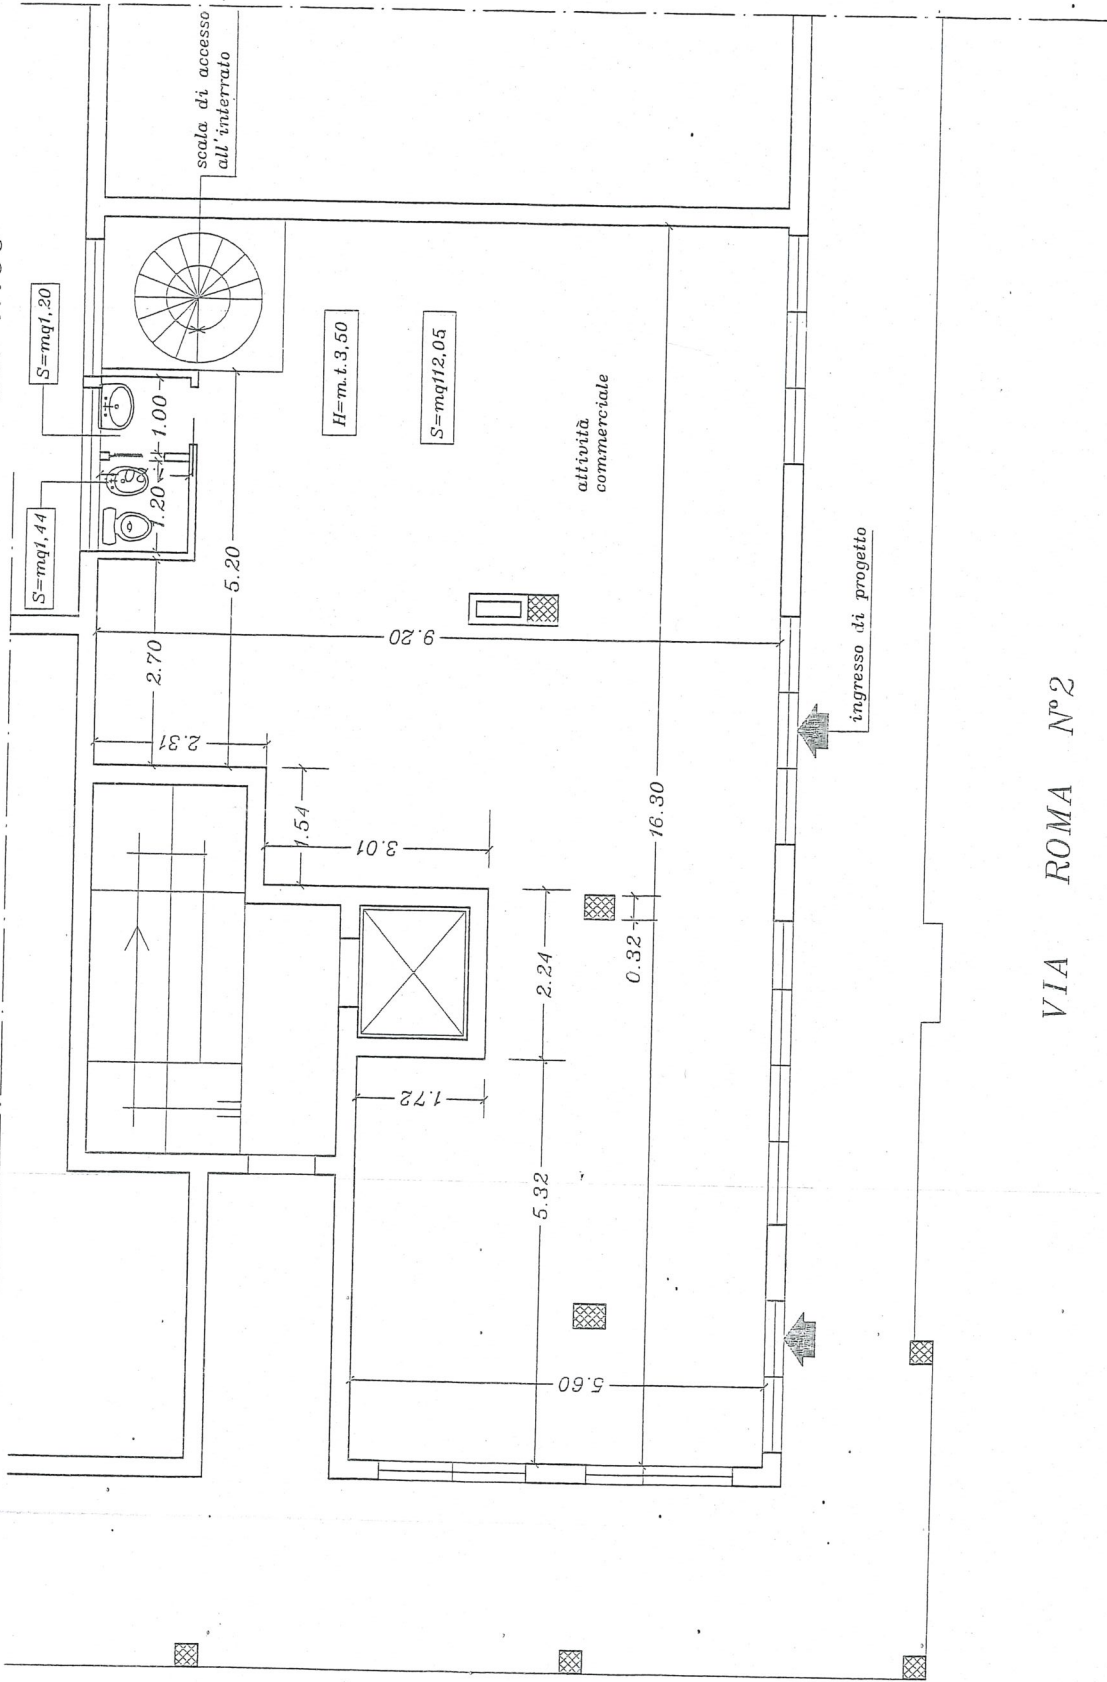 scala di accesso
all'interrato
S=mq1,20
S=mq1,44
H=m.t.3,50
S=mq112,05
attività
commerciale
1.00
1.20
5.20
2.70
9.20
2.31
1.54
3.01
16.30
2.24
0.32
1.72
5.32
5.60
ingresso di progetto
VIA ROMA N°2